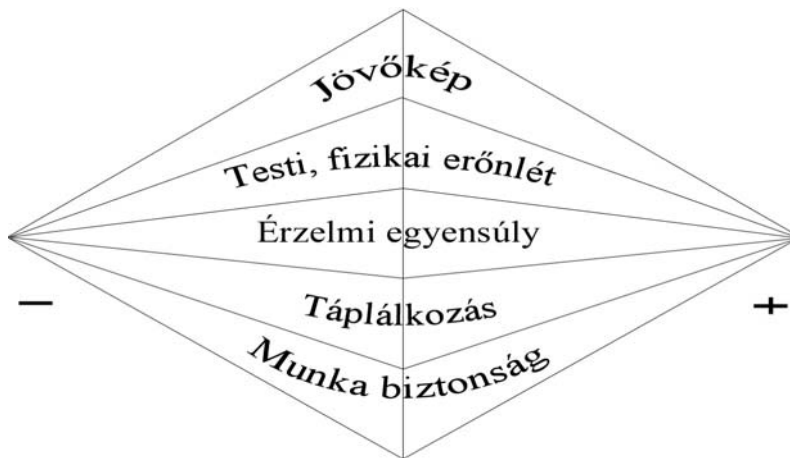 Jövőkép
Testi, fizikai erőnlét
Érzelmi egyensúly
Táplálkozás
Munka biztonság
− +